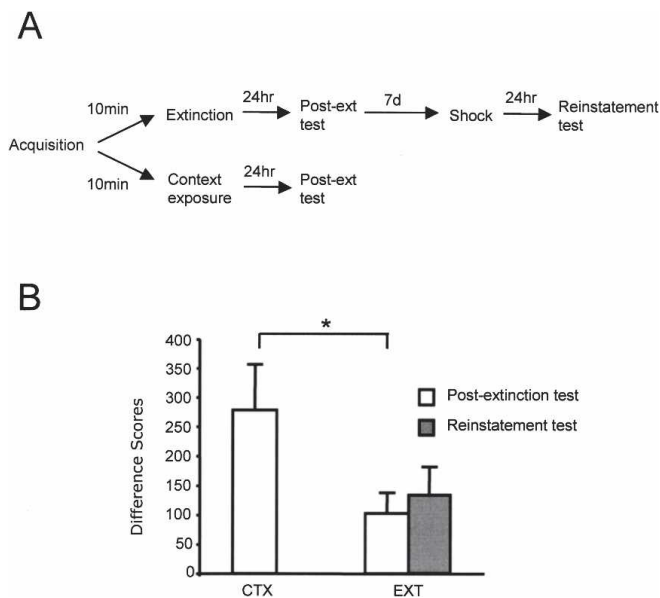 A
Acquisition
10min
Extinction
24hr
Post-ext
test
7d
Shock
24hr
Reinstatement
test
10min
Context
exposure
24hr
Post-ext
test
B
*
Difference Scores
400
350
300
250
200
150
100
50
0
CTX
EXT
Post-extinction test
Reinstatement test